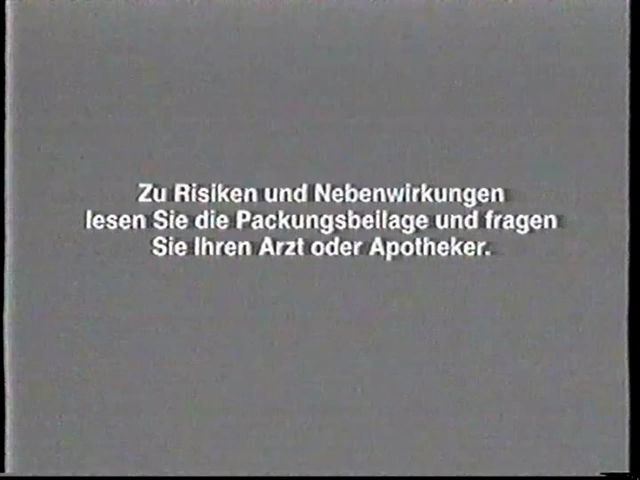 Zu Risiken und Nebenwirkungen
lesen Sie die Packungsbeilage und fragen
Sie Ihren Arzt oder Apotheker.